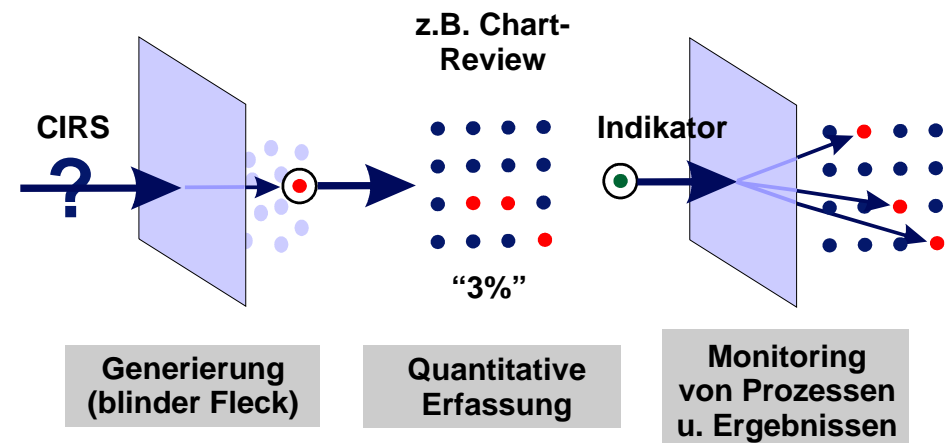 z.B. Chart-
Review
CIRS
?
Indikator
“3%”
Generierung
(blinder Fleck)
Quantitative
Erfassung
Monitoring
von Prozessen
u. Ergebnissen